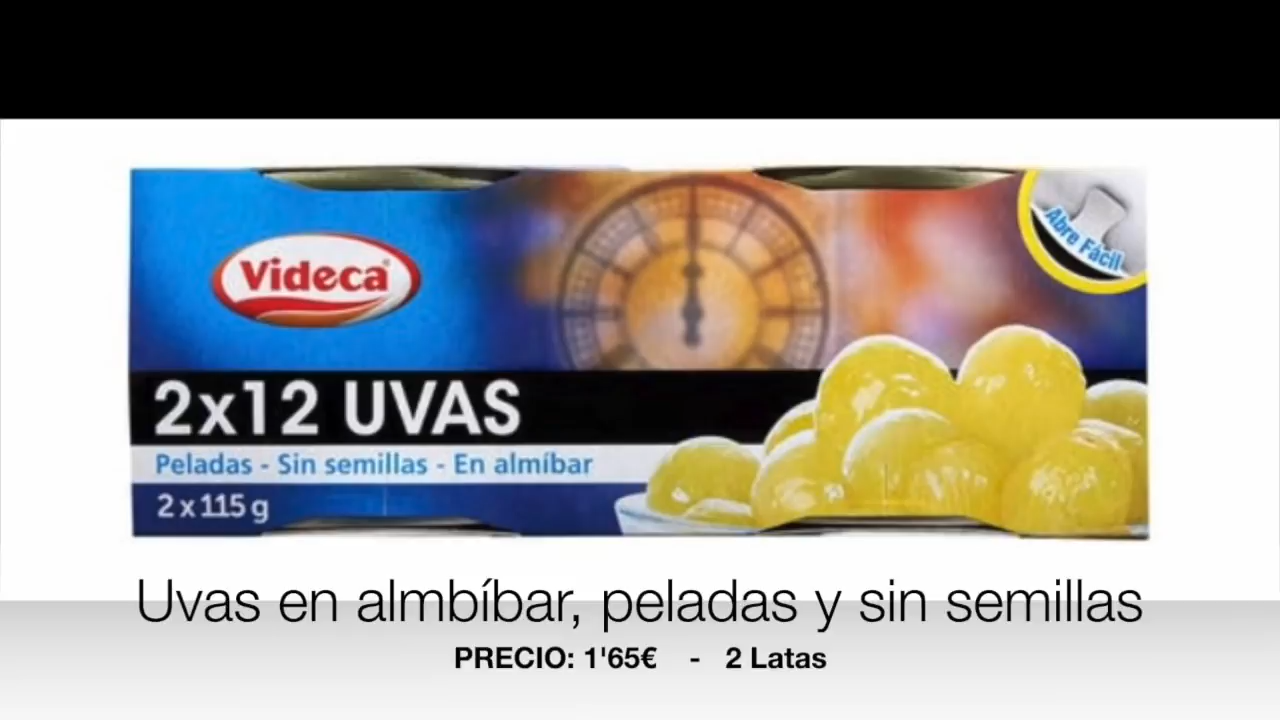 Abre Fácil
Videca
2x12 UVAS
Peladas - Sin semillas - En almíbar
2 x 115 g
Uvas en almbíbar, peladas y sin semillas
PRECIO: 1'65€ - 2 Latas